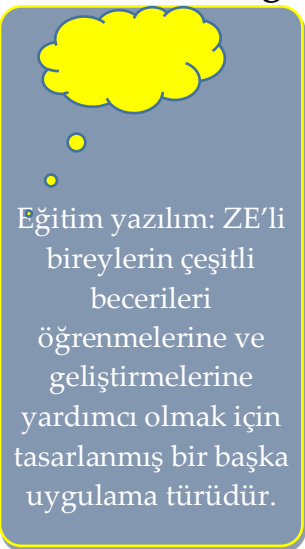 Eğitim yazılım: ZE’li
bireylerin çeşitli
becerileri
öğrenmelerine ve
geliştirmelerine
yardımcı olmak için
tasarlanmış bir başka
uygulama türüdür.